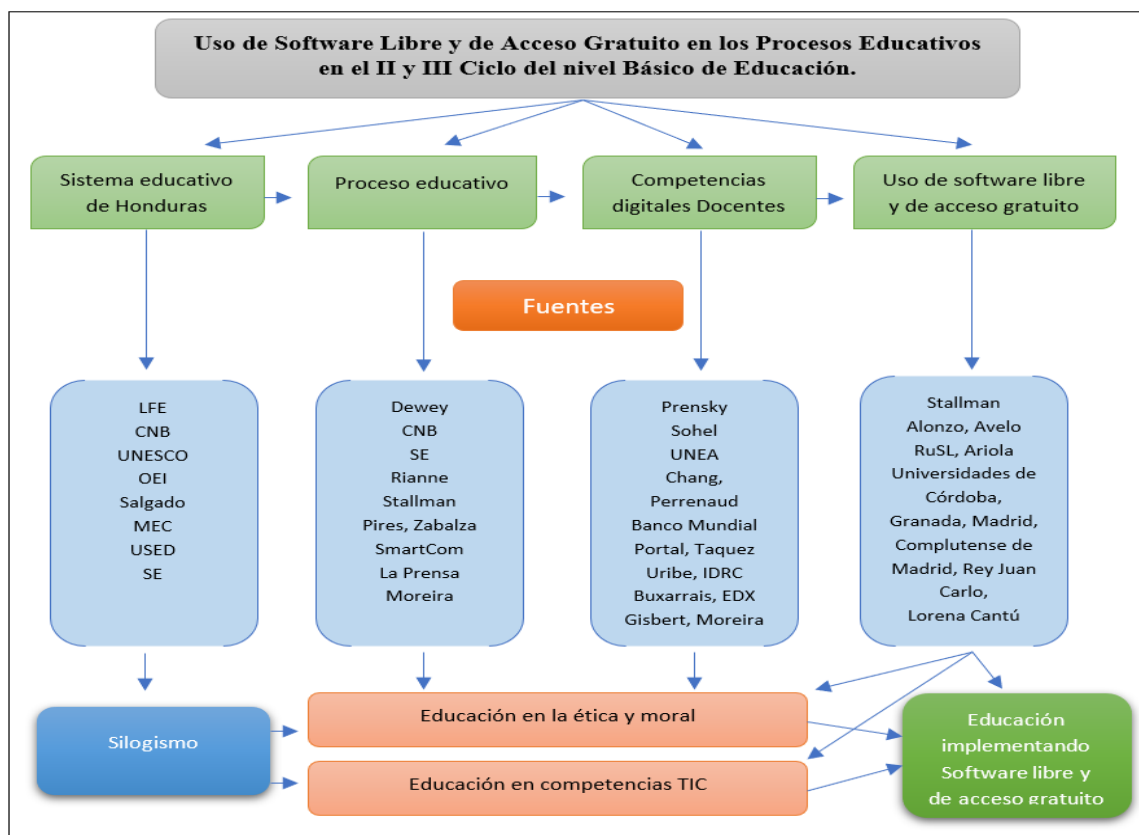 Uso de Software Libre y de Acceso Gratuito en los Procesos Educativos
en el II y III Ciclo del nivel Básico de Educación.
Sistema educativo
de Honduras
Proceso educativo
Competencias
digitales Docentes
Uso de software libre
y de acceso gratuito
Fuentes
LFE
CNB
UNESCO
OEI
Salgado
MEC
USED
SE
Dewey
CNB
SE
Rianne
Stallman
Pires, Zabalza
SmartCom
La Prensa
Moreira
Prensky
Sohel
UNEA
Chang,
Perrenaud
Banco Mundial
Portal, Taquez
Uribe, IDRC
Buxarrais, EDX
Gisbert, Moreira
Stallman
Alonzo, Avelo
RuSL, Ariola
Universidades de
Córdoba,
Granada, Madrid,
Complutense de
Madrid, Rey Juan
Carlo,
Lorena Cantú
Silogismo
Educación en la ética y moral
Educación en competencias TIC
Educación
implementando
Software libre y
de acceso gratuito